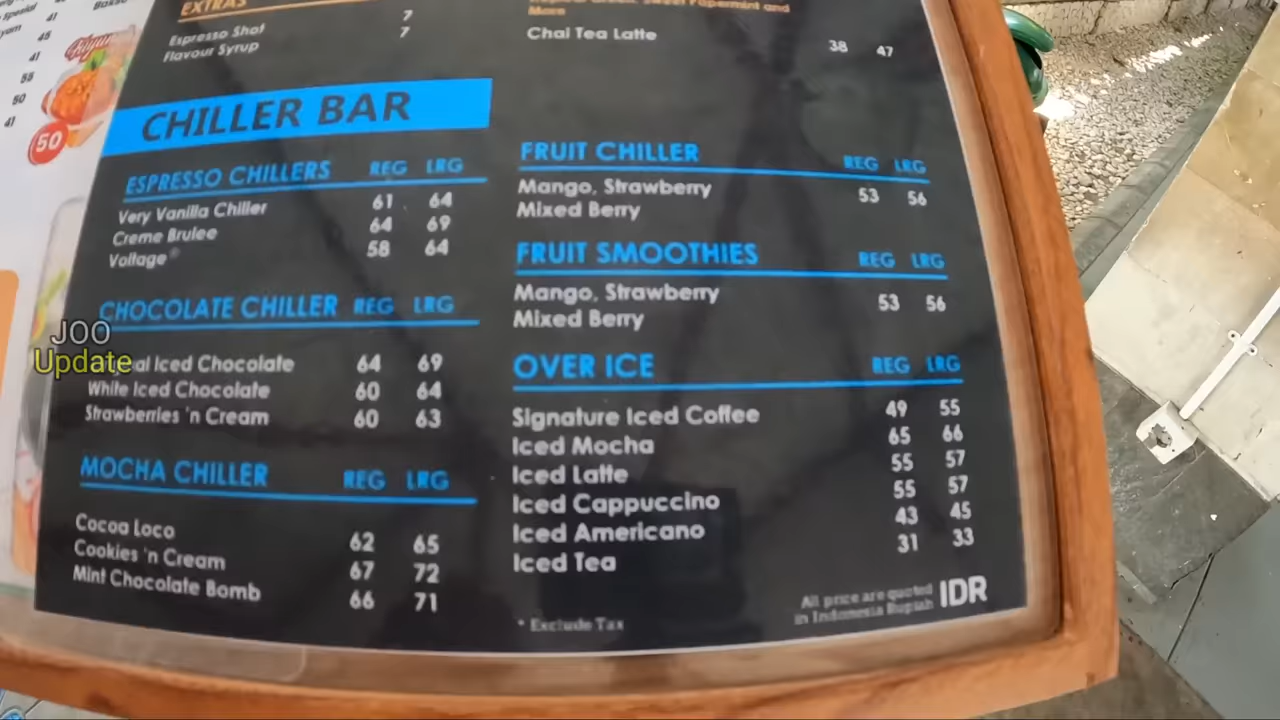 EXTRAS
Espresso Shot 7
Flavour Syrup 7
More
Chai Tea Latte 38 47
50
CHILLER BAR
ESPRESSO CHILLERS REG LRG
Very Vanilla Chiller 61 64
Creme Brulee 64 69
Voltage 58 64
CHOCOLATE CHILLER REG LRG
al Iced Chocolate 64 69
White Iced Chocolate 60 64
Strawberries 'n Cream 60 63
MOCHA CHILLER REG LRG
Cocoa Loco 62 65
Cookies 'n Cream 67 72
Mint Chocolate Bomb 66 71
FRUIT CHILLER REG LRG
Mango, Strawberry 53 56
Mixed Berry
FRUIT SMOOTHIES REG LRG
Mango, Strawberry 53 56
Mixed Berry
OVER ICE REG LRG
Signature Iced Coffee 49 55
Iced Mocha 65 66
Iced Latte 55 57
Iced Cappuccino 55 57
Iced Americano 43 45
Iced Tea 31 33
* Exclude Tax
All price are quoted
in Indonesia Rupiah IDR
JOO
Update